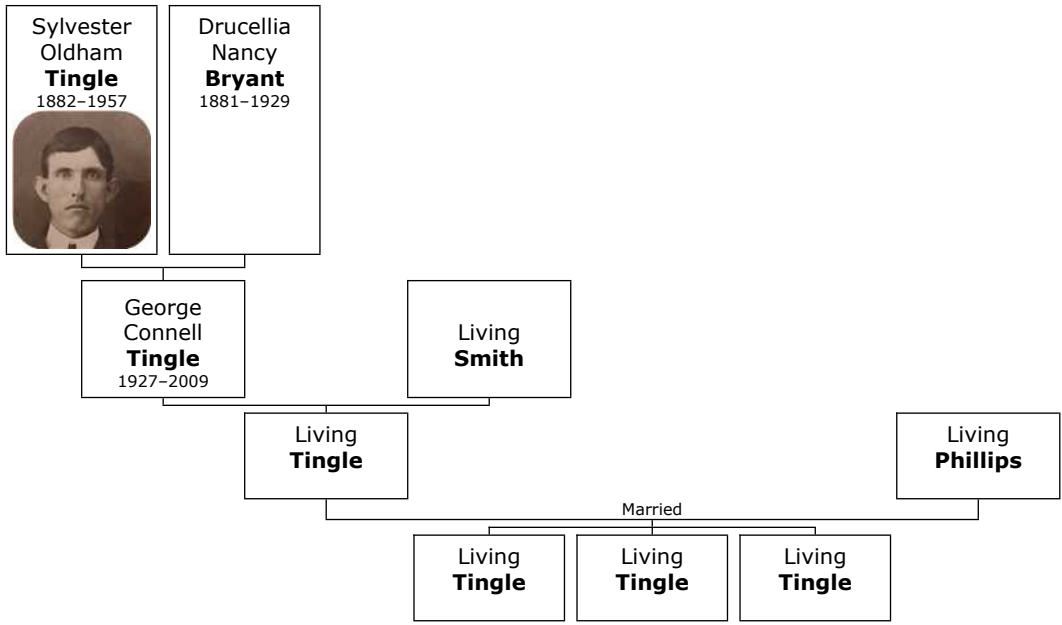 Sylvester
Oldham
Tingle
1882–1957
Drucellia
Nancy
Bryant
1881–1929
George
Connell
Tingle
1927–2009
Living
Smith
Living
Tingle
Living
Phillips
Married
Living
Tingle
Living
Tingle
Living
Tingle